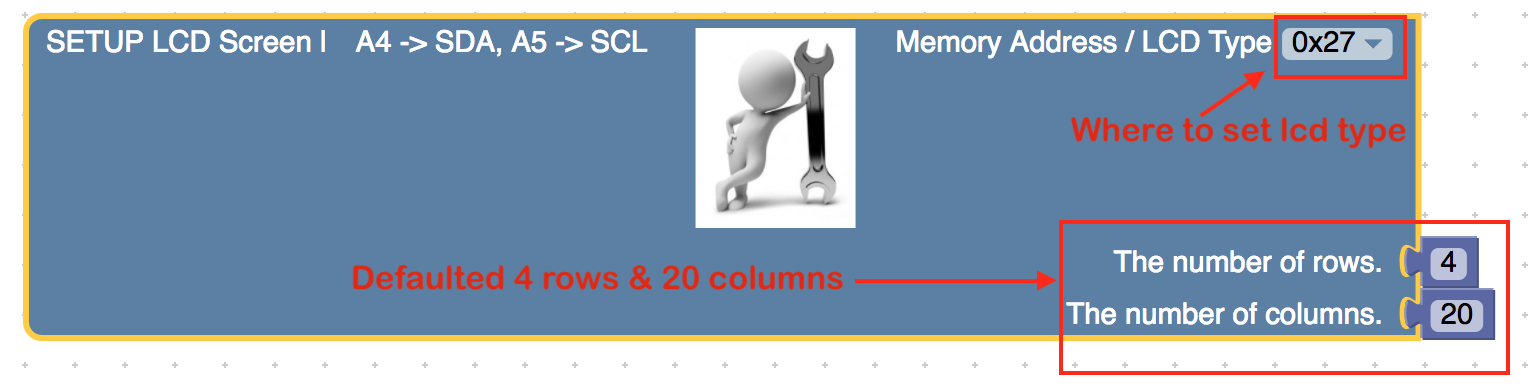 SETUP LCD Screen I A4 -> SDA, A5 -> SCL Memory Address / LCD Type 0x27
Where to set lcd type
The number of rows. 4
Defaulted 4 rows & 20 columns
The number of columns. 20